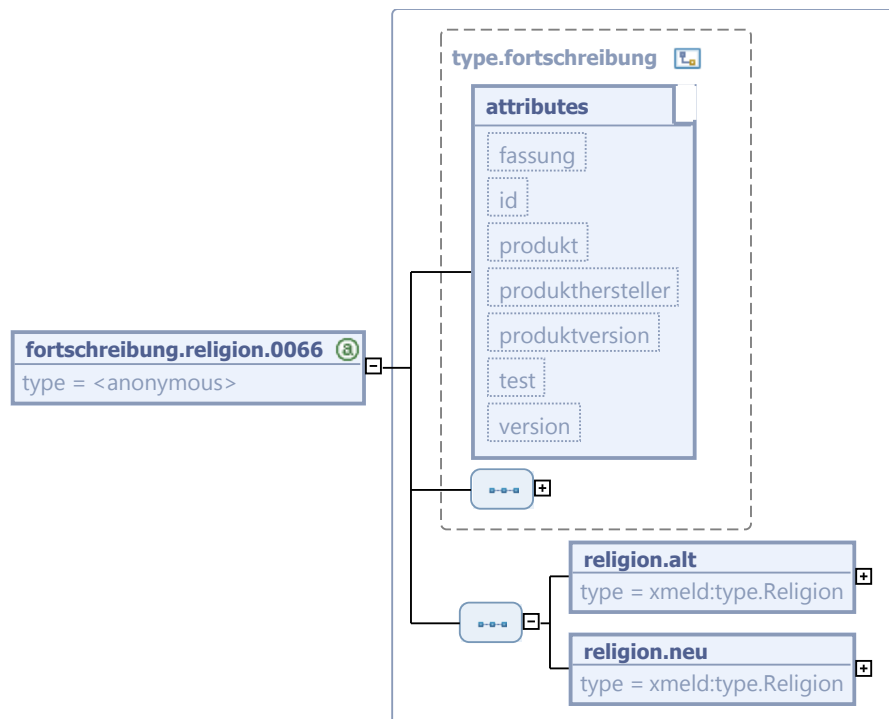 type.fortschreibung
attributes
fassung
id
produkt
produkthersteller
produktversion
test
version
fortschreibung.religion.0066 @
type = <anonymous>
religion.alt
type = xmeld:type.Religion
religion.neu
type = xmeld:type.Religion